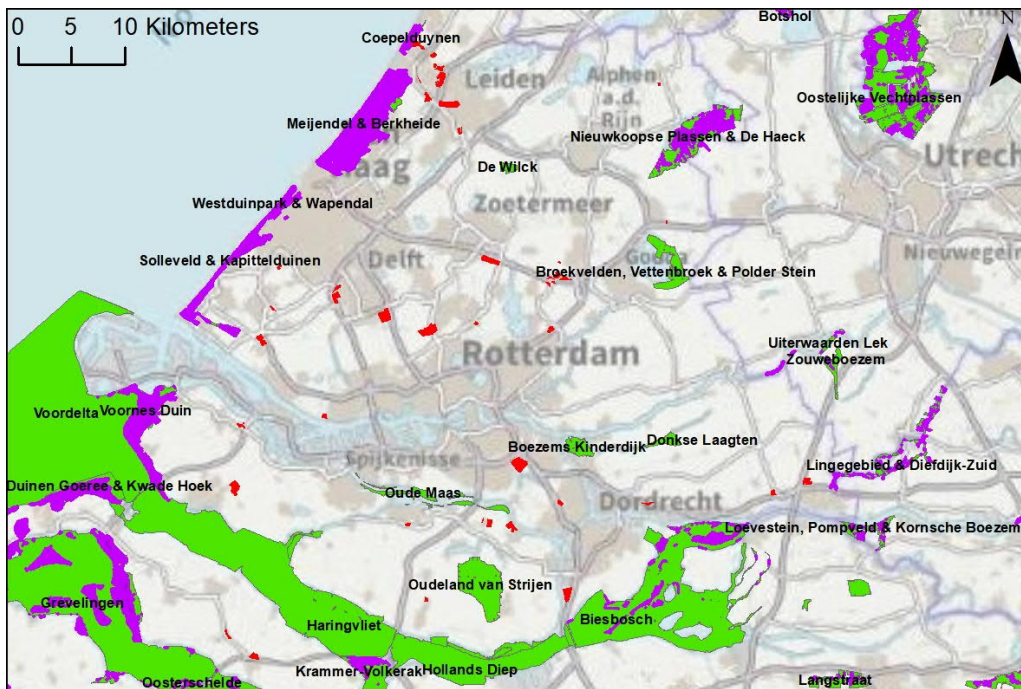 0 5 10 Kilometers
Botshol
N
Coepelduynen
Leiden
Alphen
a.d.
Rijn
Oostelijke Vechtplassen
Meijendel & Berkheide
Nieuwkoopse Plassen & De Haeck
Utrech
aag
De Wilck
Westduinpark & Wapendal
Zoetermeer
Solleveld & Kapittelduinen
Delft
Gouda
Nieuwegein
Broekvelden, Vettenbroek & Polder Stein
Rotterdam
Uiterwaarden Lek
Zouweboezem
Voordelta
Voornes Duin
Boezems Kinderdijk
Donkse Laagten
Spijkenisse
Lingegebied & Diefdijk-Zuid
Duinen Goeree & Kwade Hoek
Oude Maas
Dordrecht
Loevestein, Pompveld & Kornsche Boezem
Oudeland van Strijen
Grevelingen
Haringvliet
Biesbosch
Krammer-Volkerak
Hollands Diep
Oosterschelde
Langstraat